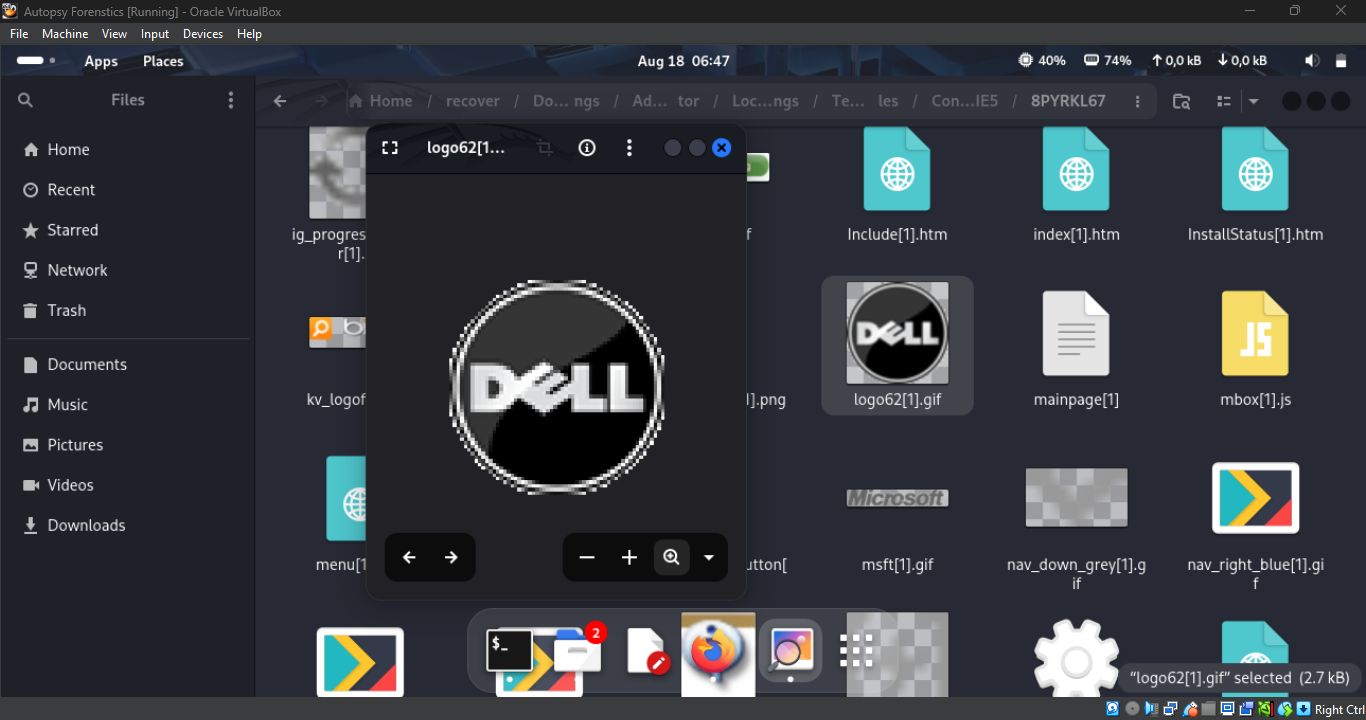 Autopsy Forenstics [Running] - Oracle VirtualBox
File Machine View Input Devices Help
Apps Places
Aug 18 06:47
40% 74% 0,0 kB 0,0 kB
Files
Home / recover / Do… ngs / Ad… tor / Loc…ngs / Te… les / Con…IE5 / 8PYRKL67
Home
Recent
Starred
Network
Trash
Documents
Music
Pictures
Videos
Downloads
logo62[1…
DELL
ig_progres
r[1].
f
Include[1].htm
index[1].htm
InstallStatus[1].htm
DELL
kv_logof
].png
logo62[1].gif
mainpage[1]
JS
mbox[1].js
Microsoft
menu[1
utton[
msft[1].gif
nav_down_grey[1].g
if
nav_right_blue[1].gi
f
$_
2
"logo62[1].gif" selected (2.7 kB)
Right Ctrl